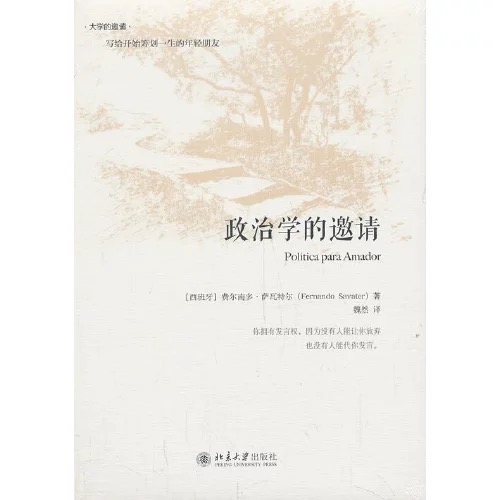 ·大学的邀请·
写给开始筹划一生的年轻朋友
政治学的邀请
Política para Amador
[西班牙] 费尔南多·萨瓦特尔 (Fernando Savater) 著
魏然 译
你拥有发言权，因为没有人能让你放弃
也没有人能代你发言。
北京大学出版社